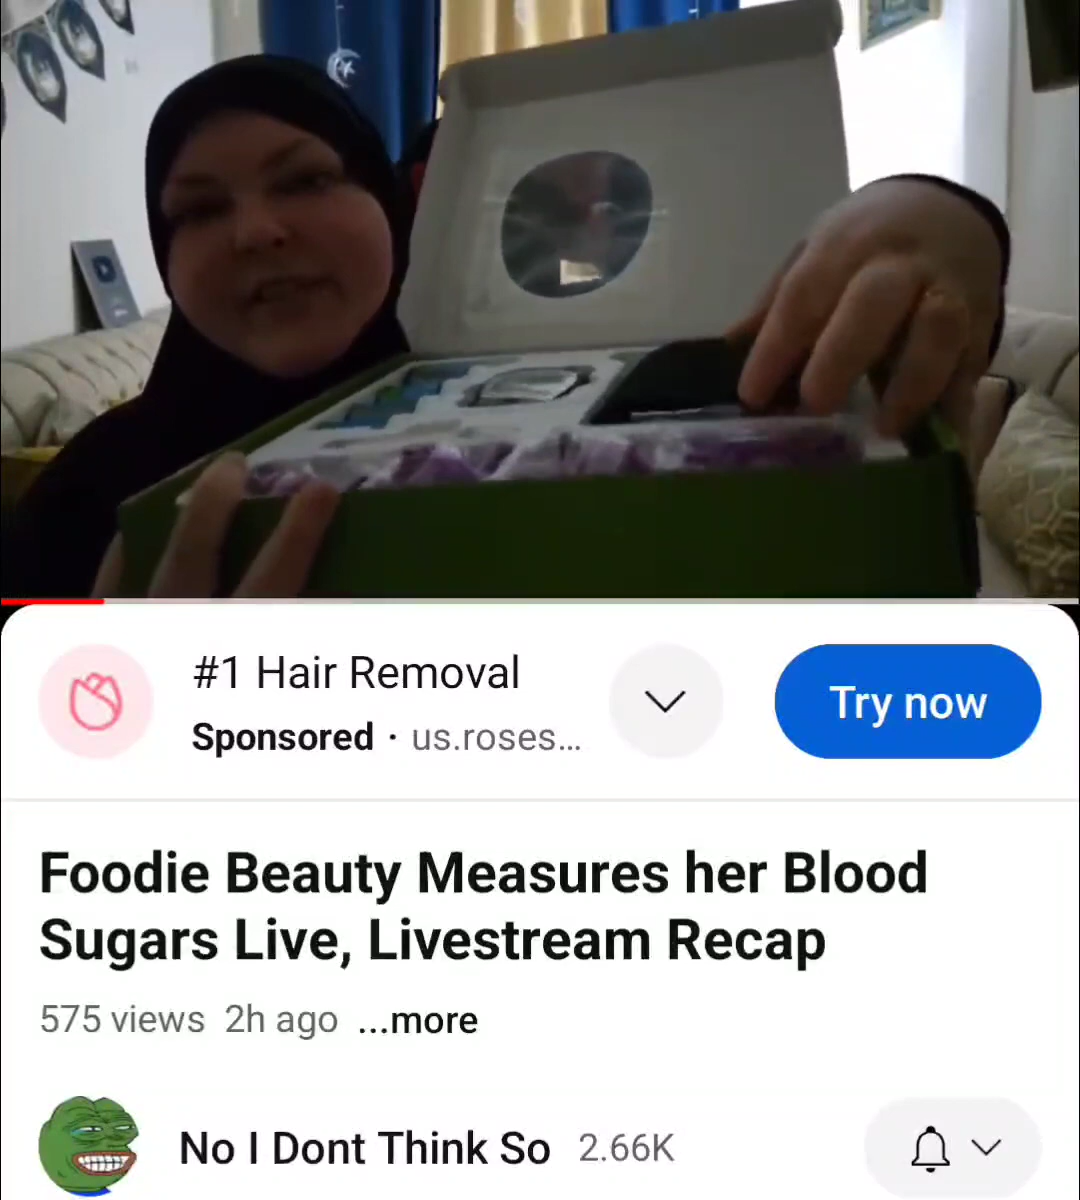 #1 Hair Removal
Sponsored · us.roses...
Try now
Foodie Beauty Measures her Blood
Sugars Live, Livestream Recap
575 views 2h ago ...more
No I Dont Think So 2.66K